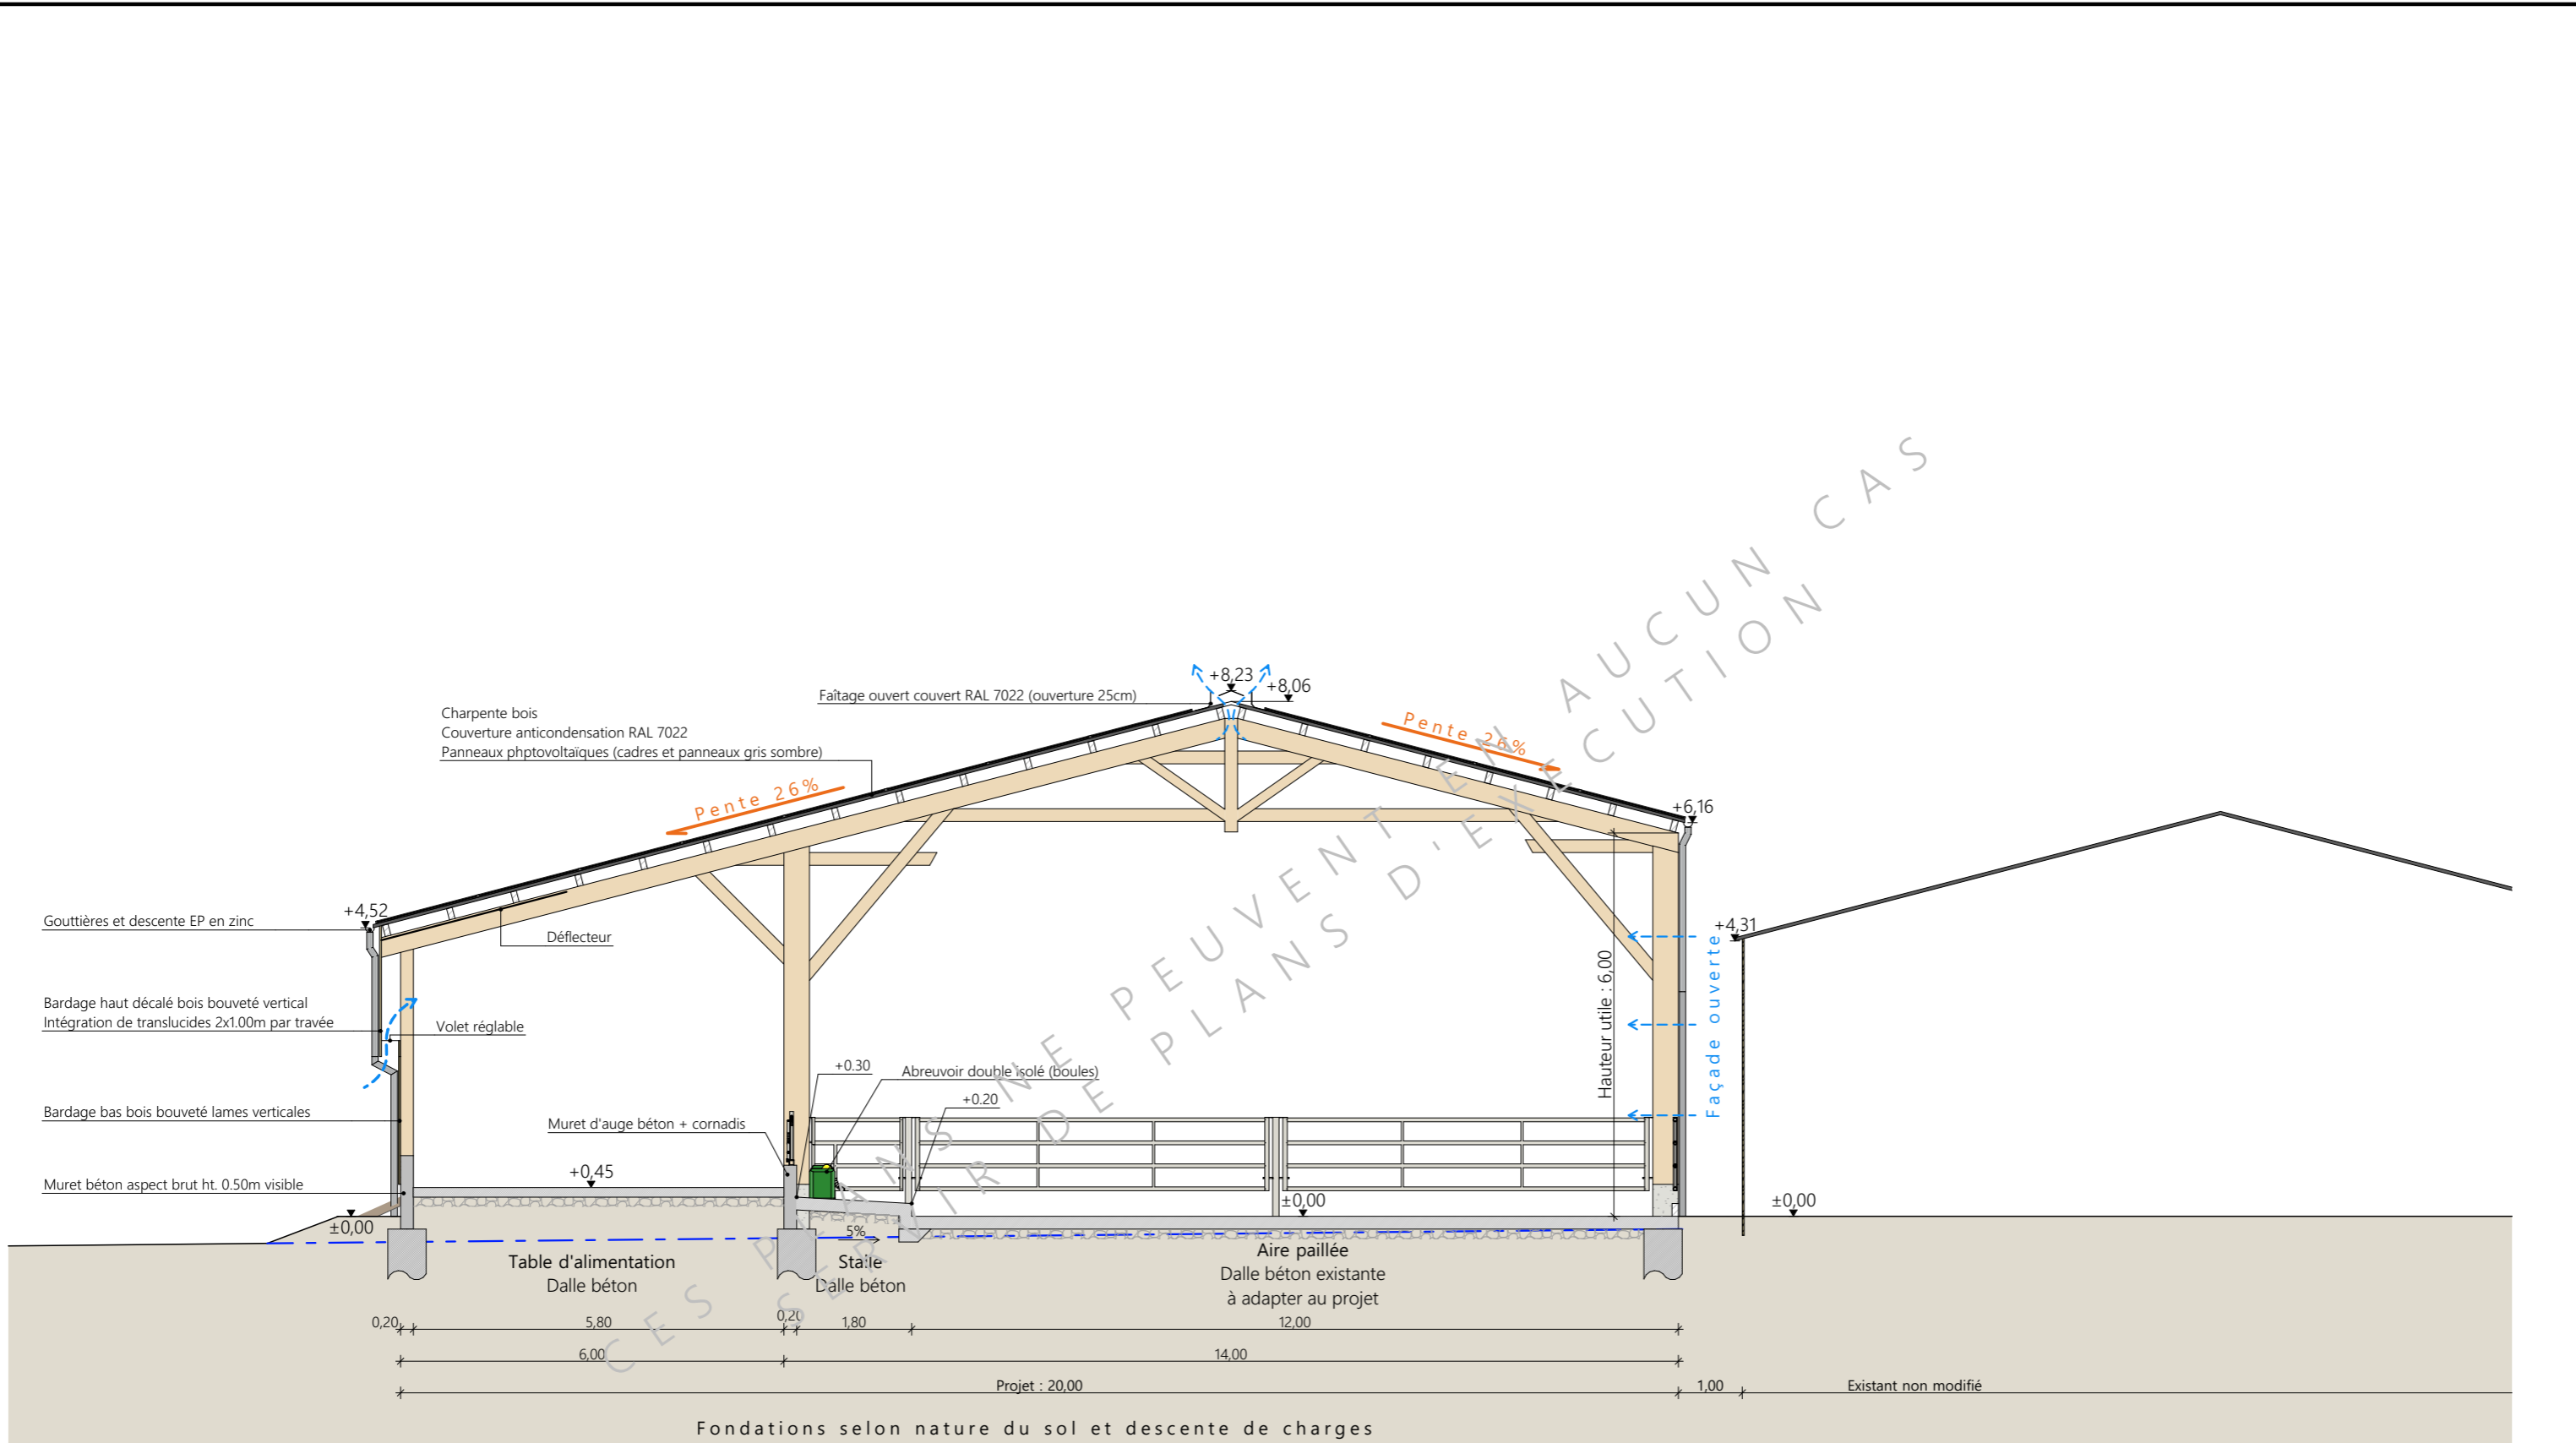 +8,23
+8,06
Faîtage ouvert couvert RAL 7022 (ouverture 25cm)
Charpente bois
Couverture anticondensation RAL 7022
Panneaux phptovoltaïques (cadres et panneaux gris sombre)
Pente 26%
Pente 26%
+6,16
+4,52
Gouttières et descente EP en zinc
Déflecteur
+4,31
Façade ouverte
Hauteur utile : 6,00
Bardage haut décalé bois bouveté vertical
Intégration de translucides 2x1.00m par travée
Volet réglable
+0.30
Abreuvoir double isolé (boules)
+0.20
Bardage bas bois bouveté lames verticales
Muret d'auge béton + cornadis
+0,45
Muret béton aspect brut ht. 0.50m visible
±0,00
±0,00
±0,00
5%
Table d'alimentation
Dalle béton
Stalle
Dalle béton
Aire paillée
Dalle béton existante
à adapter au projet
0,20
5,80
0,20
1,80
12,00
6,00
14,00
Projet : 20,00
1,00
Existant non modifié
Fondations selon nature du sol et descente de charges
CES PLANS NE PEUVENT EN AUCUN CAS
SERVIR DE PLANS D'EXECUTION